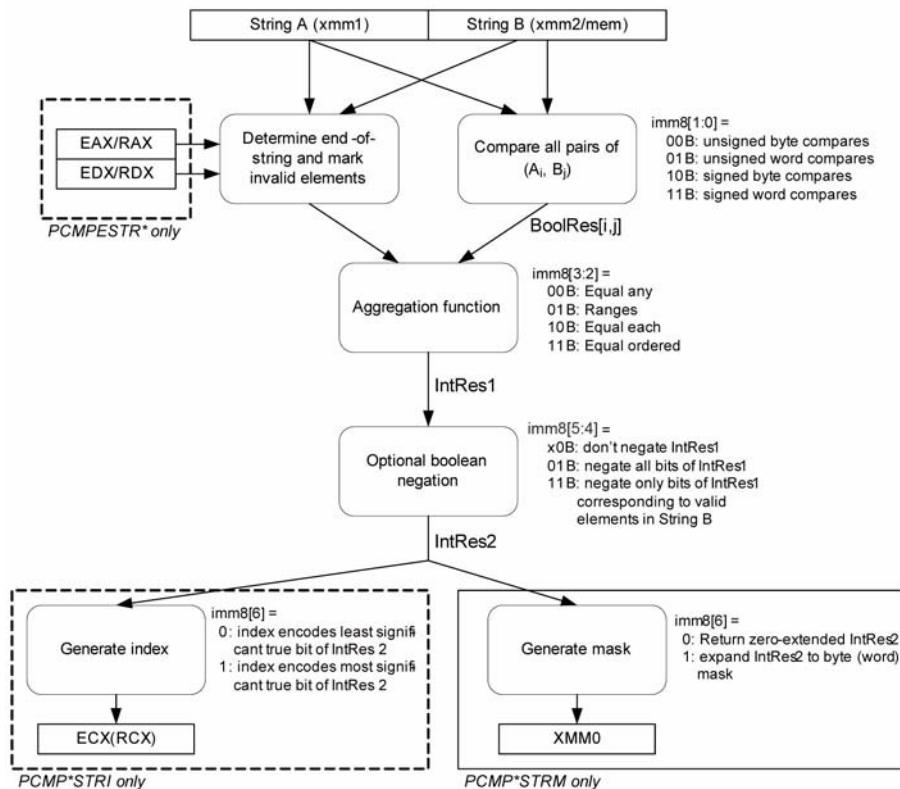 String A (xmm1)
String B (xmm2/mem)
EAX/RAX
EDX/RDX
PCMPESTR* only
Determine end-of-
string and mark
invalid elements
Compare all pairs of
(Ai, Bj)
imm8[1:0] =
00B: unsigned byte compares
01B: unsigned word compares
10B: signed byte compares
11B: signed word compares
BoolRes[i,j]
Aggregation function
imm8[3:2] =
00B: Equal any
01B: Ranges
10B: Equal each
11B: Equal ordered
IntRes1
Optional boolean
negation
imm8[5:4] =
x0B: don't negate IntRes1
01B: negate all bits of IntRes1
11B: negate only bits of IntRes1
corresponding to valid
elements in String B
IntRes2
Generate index
imm8[6] =
0: index encodes least signifi
cant true bit of IntRes 2
1: index encodes most signifi
cant true bit of IntRes 2
ECX(RCX)
PCMP*STRI only
Generate mask
imm8[6] =
0: Return zero-extended IntRes2
1: expand IntRes2 to byte (word)
mask
XMM0
PCMP*STRM only